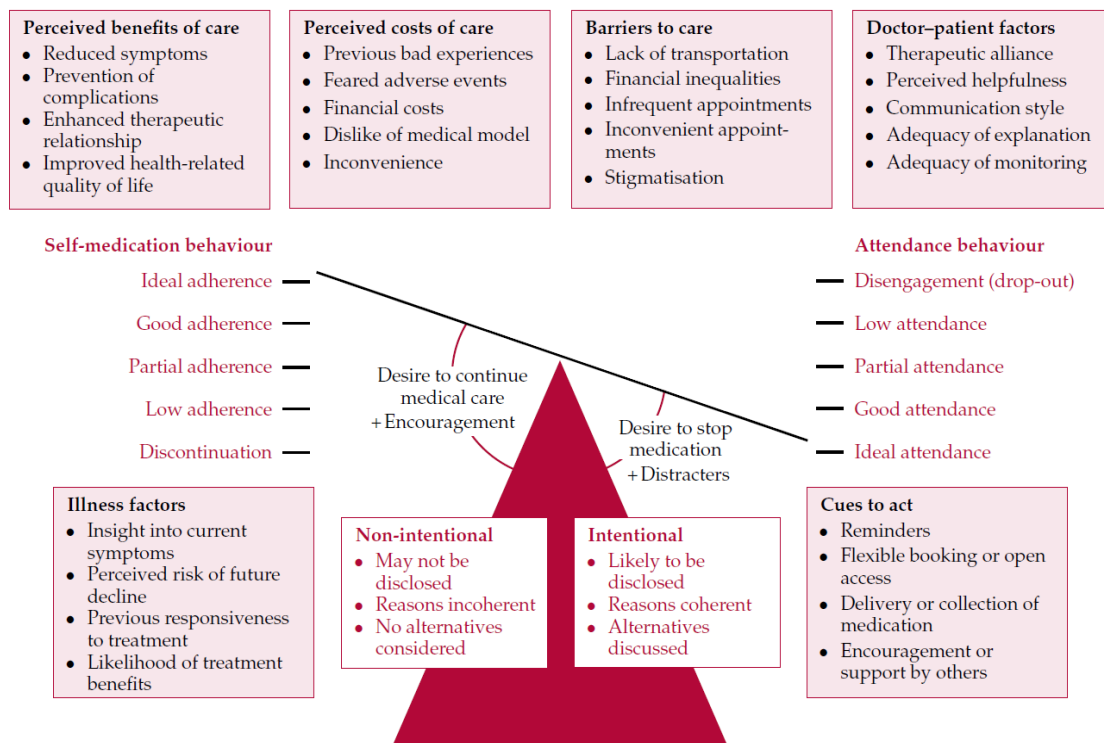 Perceived benefits of care
• Reduced symptoms
• Prevention of
complications
• Enhanced therapeutic
relationship
• Improved health-related
quality of life
Perceived costs of care
• Previous bad experiences
• Feared adverse events
• Financial costs
• Dislike of medical model
• Inconvenience
Barriers to care
• Lack of transportation
• Financial inequalities
• Infrequent appointments
• Inconvenient appoint-
ments
• Stigmatisation
Doctor–patient factors
• Therapeutic alliance
• Perceived helpfulness
• Communication style
• Adequacy of explanation
• Adequacy of monitoring
Self-medication behaviour
Ideal adherence
Good adherence
Partial adherence
Low adherence
Discontinuation
Desire to continue
medical care
+ Encouragement
Desire to stop
medication
+ Distracters
Attendance behaviour
Disengagement (drop-out)
Low attendance
Partial attendance
Good attendance
Ideal attendance
Illness factors
• Insight into current
symptoms
• Perceived risk of future
decline
• Previous responsiveness
to treatment
• Likelihood of treatment
benefits
Non-intentional
• May not be
disclosed
• Reasons incoherent
• No alternatives
considered
Intentional
• Likely to be
disclosed
• Reasons coherent
• Alternatives
discussed
Cues to act
• Reminders
• Flexible booking or open
access
• Delivery or collection of
medication
• Encouragement or
support by others